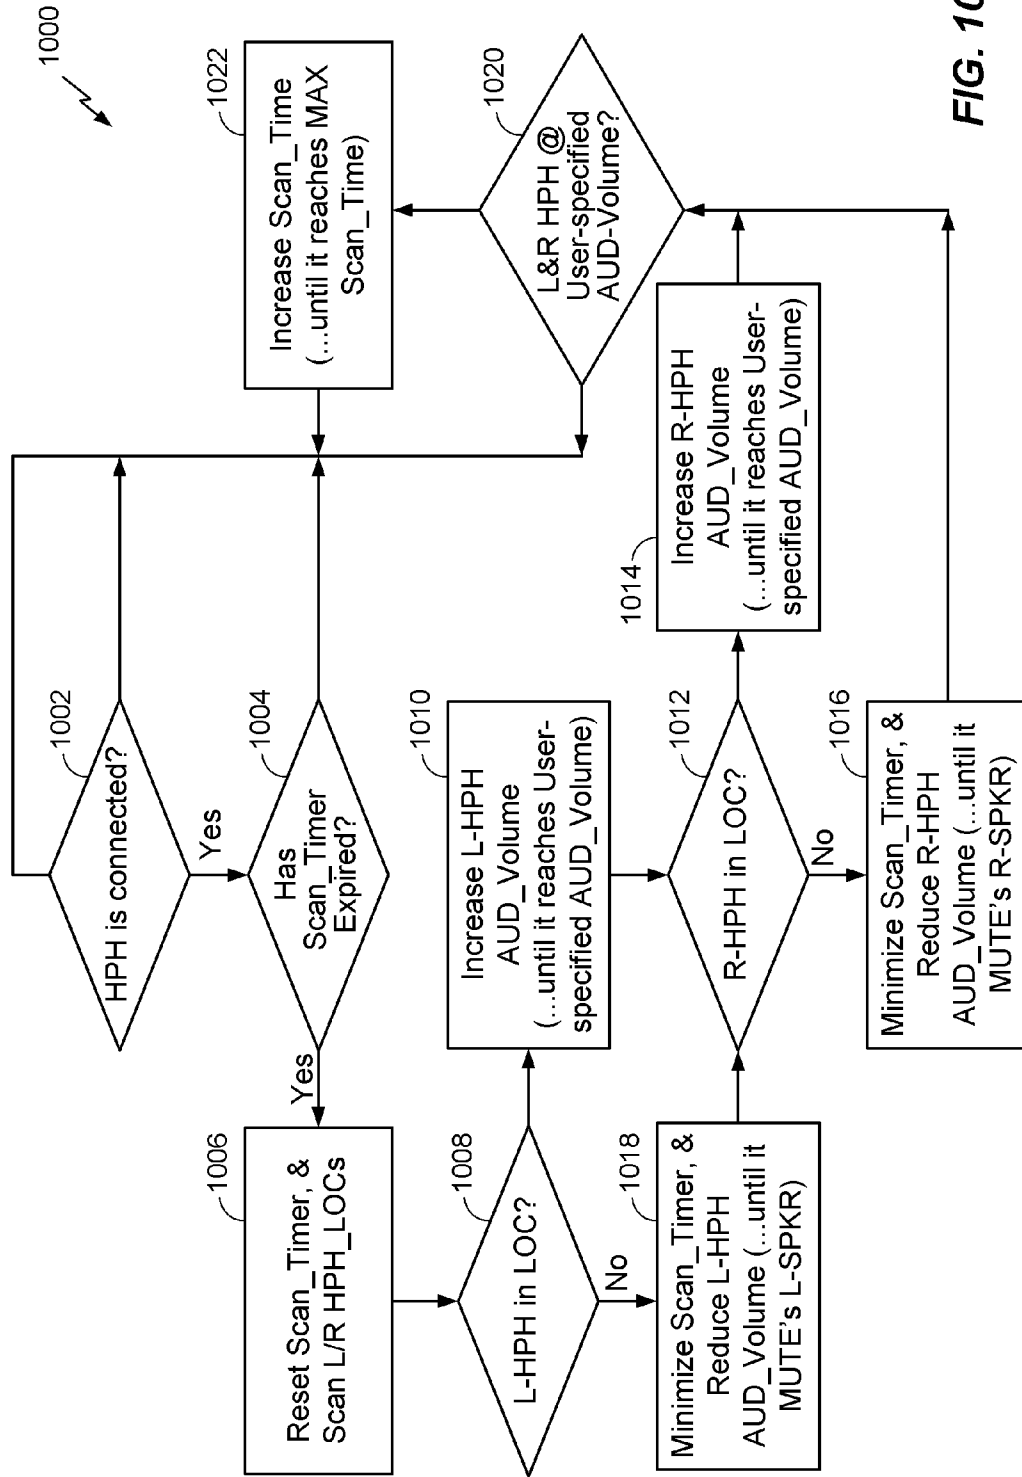 1000
HPH is connected?
1002
Yes
Has
Scan_Timer
Expired?
1004
Yes
Reset Scan_Timer, &
Scan L/R HPH_LOCs
1006
L-HPH in LOC?
1008
No
Increase L-HPH
AUD_Volume
(...until it reaches User-
specified AUD_Volume)
1010
Minimize Scan_Timer, &
Reduce L-HPH
AUD_Volume (...until it
MUTE's L-SPKR)
1018
R-HPH in LOC?
1012
No
Increase R-HPH
AUD_Volume
(...until it reaches User-
specified AUD_Volume)
1014
Minimize Scan_Timer, &
Reduce R-HPH
AUD_Volume (...until it
MUTE's R-SPKR)
1016
L&R HPH @
User-specified
AUD-Volume?
1020
Increase Scan_Time
(...until it reaches MAX
Scan_Time)
1022
FIG. 10